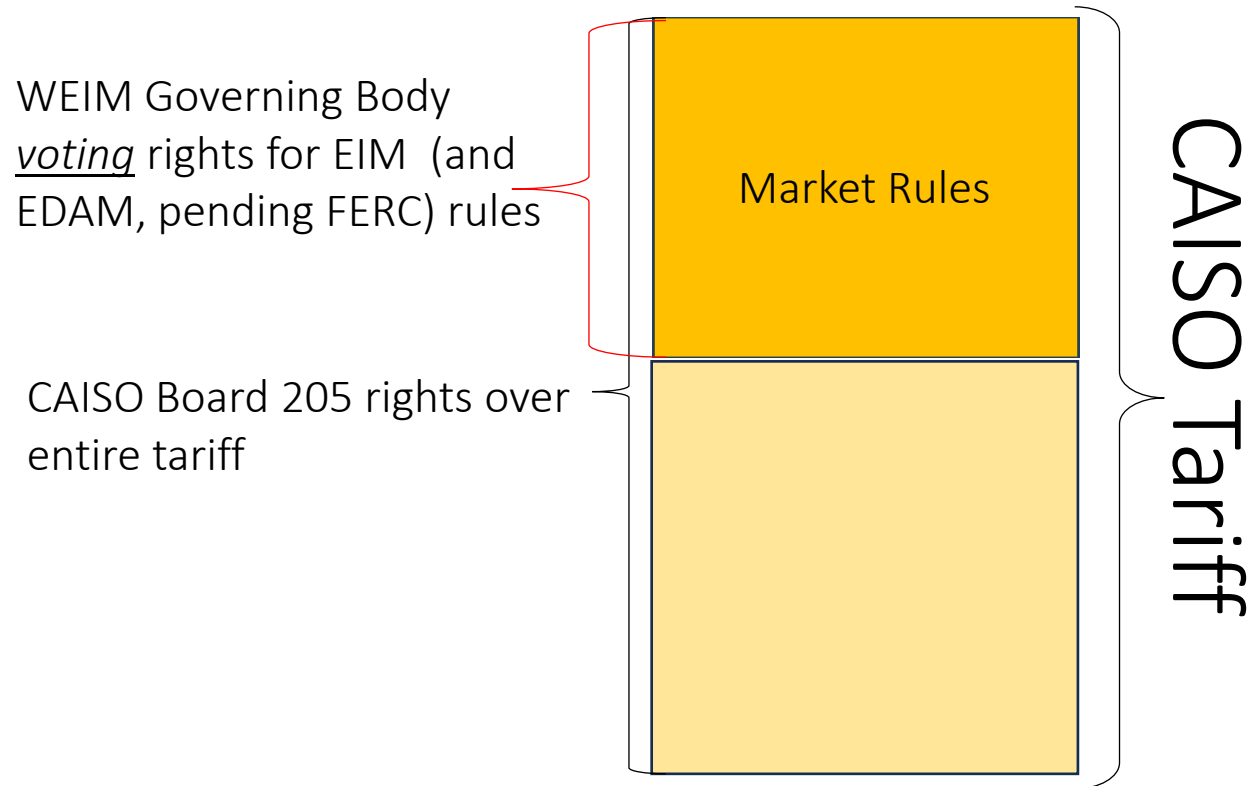 WEIM Governing Body
voting rights for EIM (and
EDAM, pending FERC) rules
Market Rules
CAISO Board 205 rights over
entire tariff
CAISO Tariff